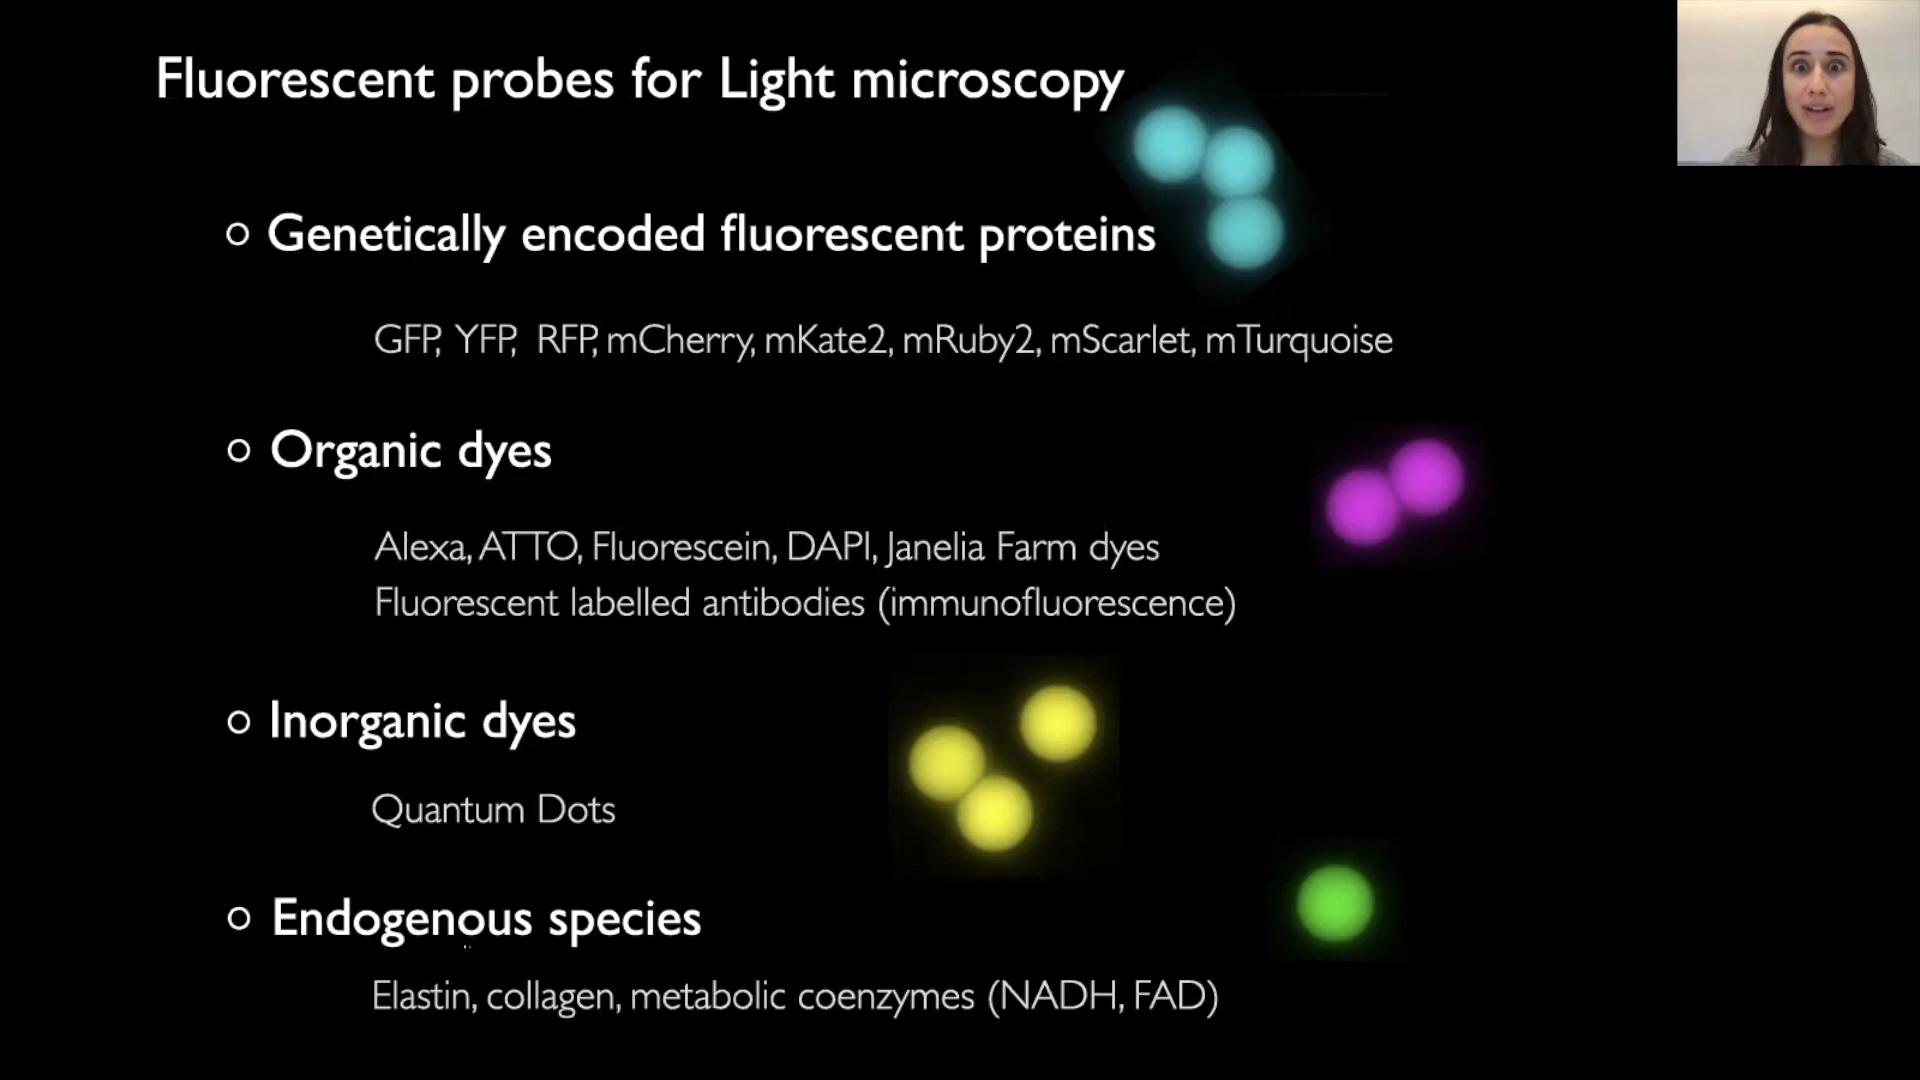 Fluorescent probes for Light microscopy
Genetically encoded fluorescent proteins
GFP, YFP, RFP, mCherry, mKate2, mRuby2, mScarlet, mTurquoise
Organic dyes
Alexa, ATTO, Fluorescein, DAPI, Janelia Farm dyes
Fluorescent labelled antibodies (immunofluorescence)
Inorganic dyes
Quantum Dots
Endogenous species
Elastin, collagen, metabolic coenzymes (NADH, FAD)